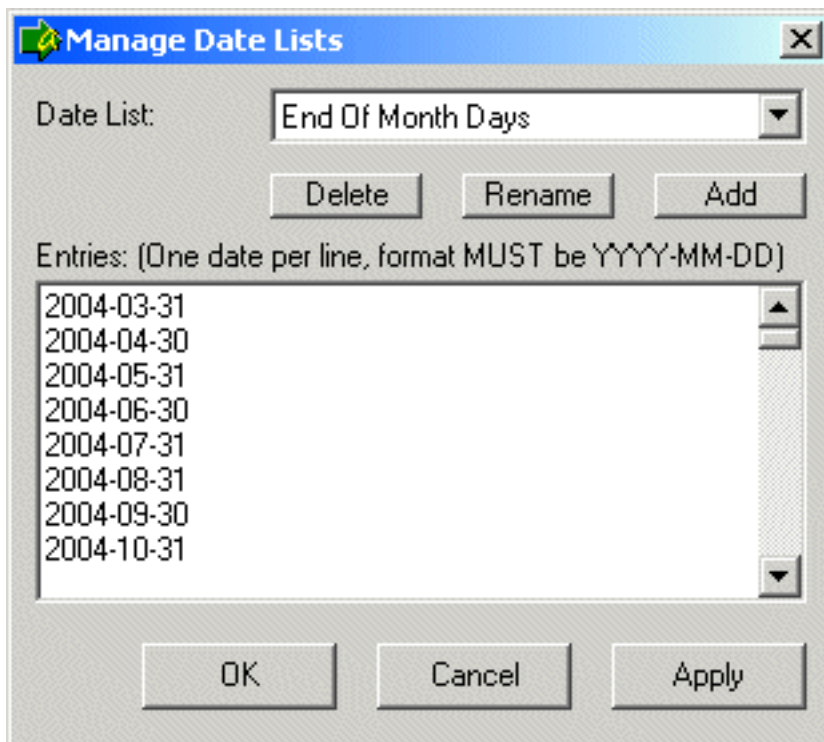 Manage Date Lists
Date List: End Of Month Days
Delete Rename Add
Entries: (One date per line, format MUST be YYYY-MM-DD)
2004-03-31
2004-04-30
2004-05-31
2004-06-30
2004-07-31
2004-08-31
2004-09-30
2004-10-31
OK Cancel Apply